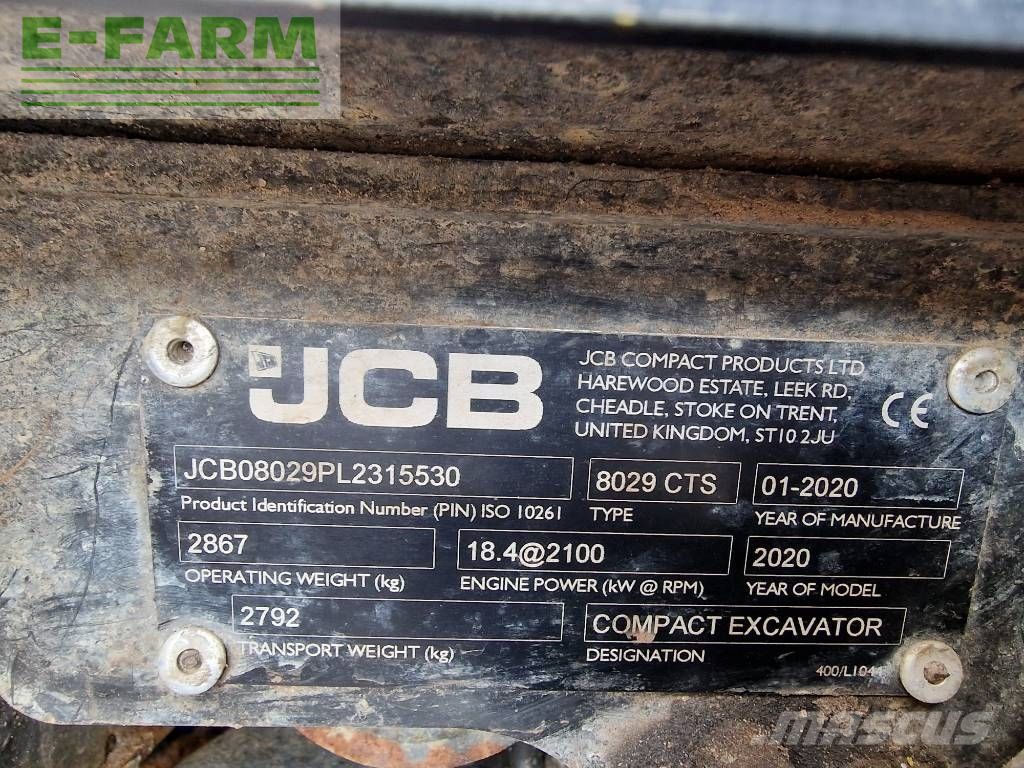 E-FARM
JCB
JCB COMPACT PRODUCTS LTD
HAREWOOD ESTATE, LEEK RD,
CHEADLE, STOKE ON TRENT,
UNITED KINGDOM, ST10 2JU
CE
JCB08029PL2315530
Product Identification Number (PIN) ISO 10261
8029 CTS
TYPE
01-2020
YEAR OF MANUFACTURE
2867
OPERATING WEIGHT (kg)
18.4@2100
ENGINE POWER (kW @ RPM)
2020
YEAR OF MODEL
2792
TRANSPORT WEIGHT (kg)
COMPACT EXCAVATOR
DESIGNATION
MASCUS